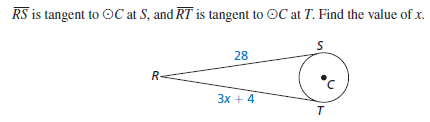 RS is tangent to ⊙C at S, and RT is tangent to ⊙C at T. Find the value of x.
S
28
R
C
3x + 4
T